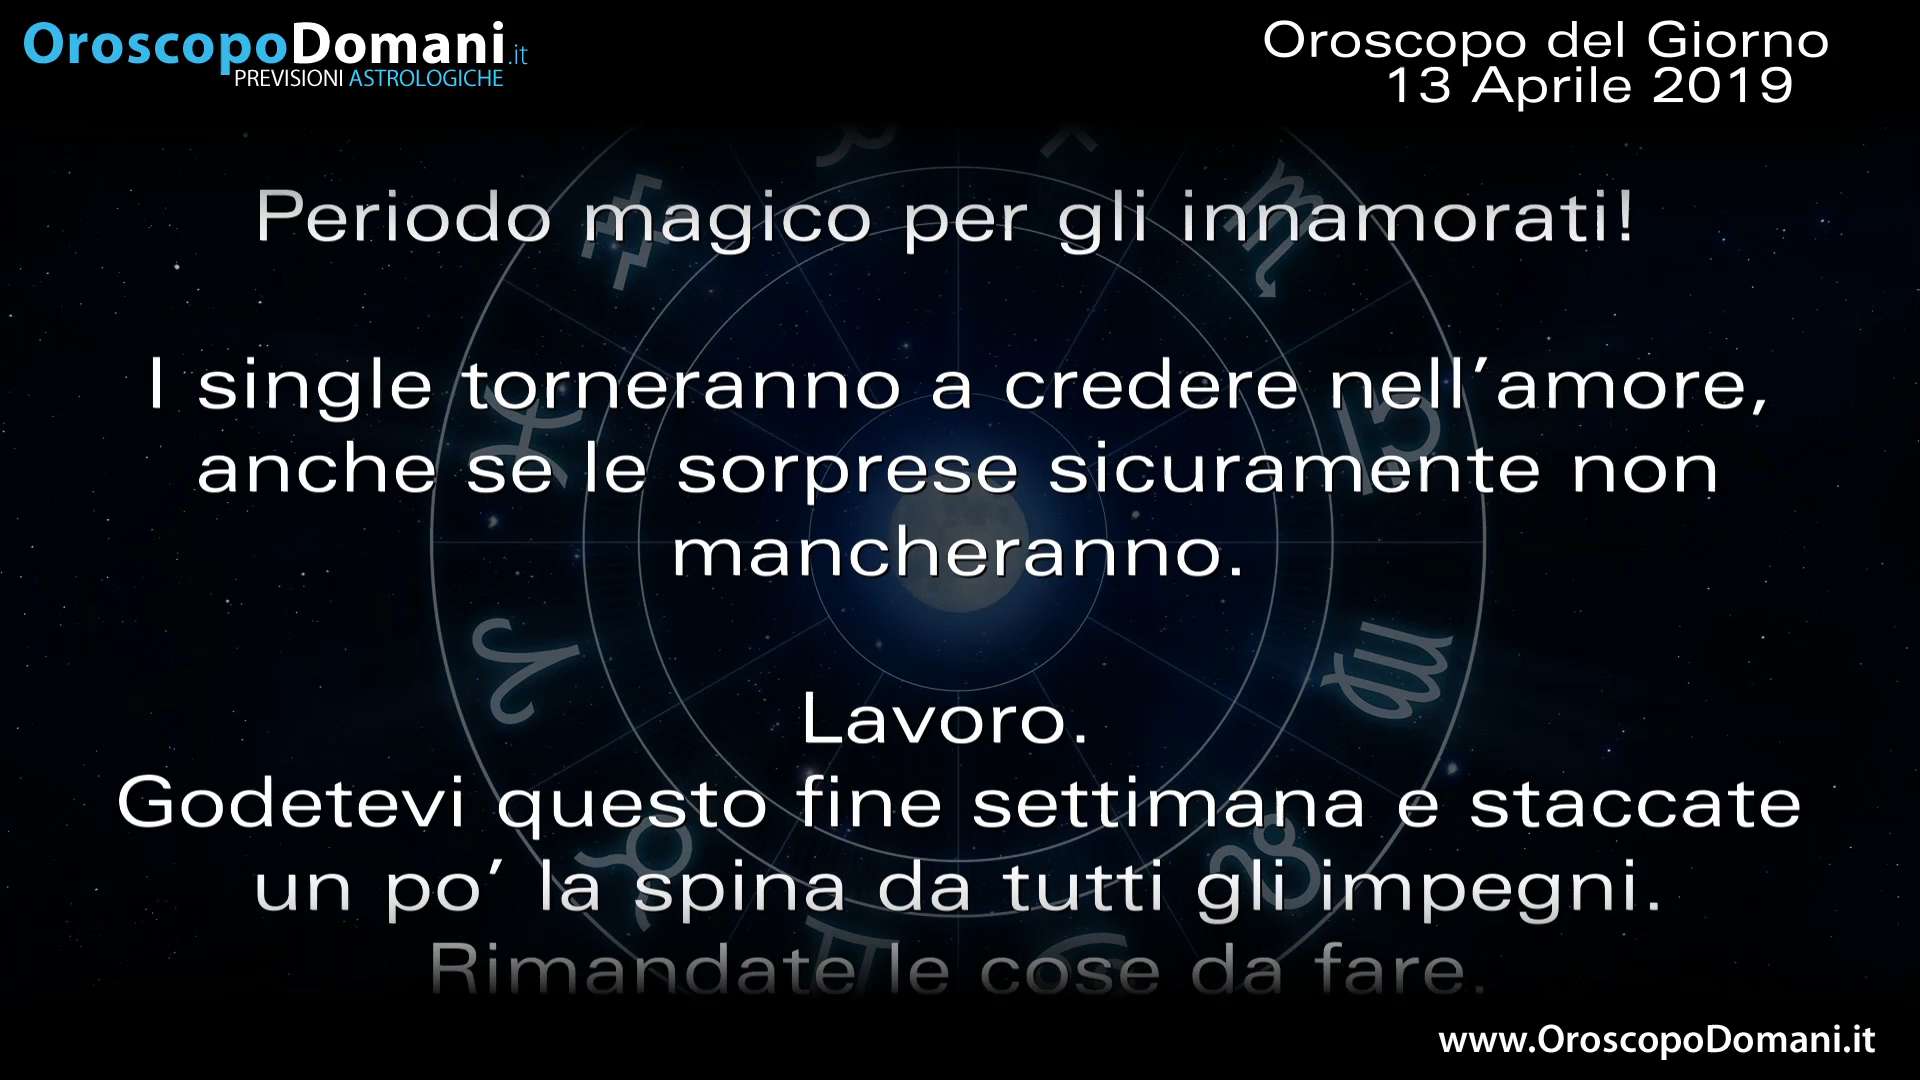 OroscopoDomani.it
PREVISIONI ASTROLOGICHE
Oroscopo del Giorno
13 Aprile 2019
Periodo magico per gli innamorati!
I single torneranno a credere nell’amore,
anche se le sorprese sicuramente non
mancheranno.
Lavoro.
Godetevi questo fine settimana e staccate
un po’ la spina da tutti gli impegni.
Rimandate le cose da fare.
www.OroscopoDomani.it